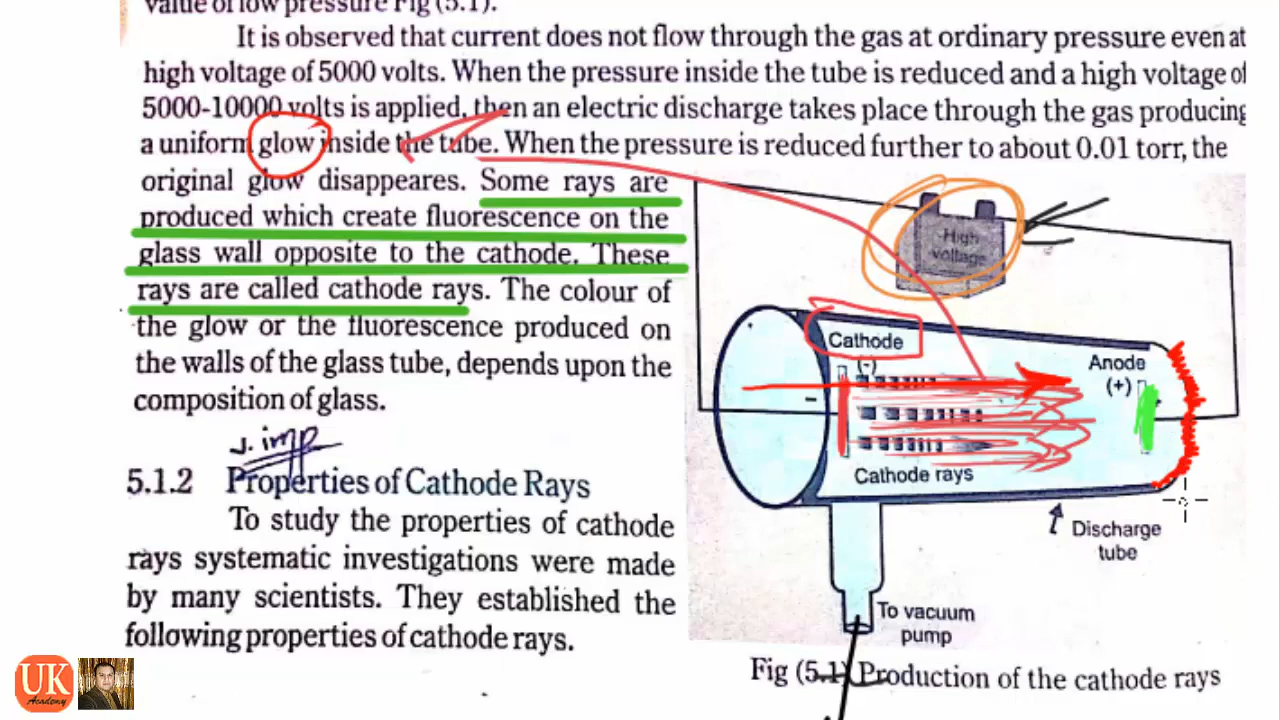 value of low pressure Fig (5.1).
It is observed that current does not flow through the gas at ordinary pressure even at
high voltage of 5000 volts. When the pressure inside the tube is reduced and a high voltage of
5000-10000 volts is applied, then an electric discharge takes place through the gas producing
a uniform glow inside the tube. When the pressure is reduced further to about 0.01 torr, the
original glow disappeares. Some rays are
produced which create fluorescence on the
glass wall opposite to the cathode. These
rays are called cathode rays. The colour of
the glow or the fluorescence produced on
the walls of the glass tube, depends upon the
composition of glass.
J. imp
5.1.2 Properties of Cathode Rays
To study the properties of cathode
rays systematic investigations were made
by many scientists. They established the
following properties of cathode rays.
High
voltage
Cathode
(-)
Anode
(+)
-
Cathode rays
Discharge
tube
To vacuum
pump
Fig (5.1) Production of the cathode rays
UK
Academy